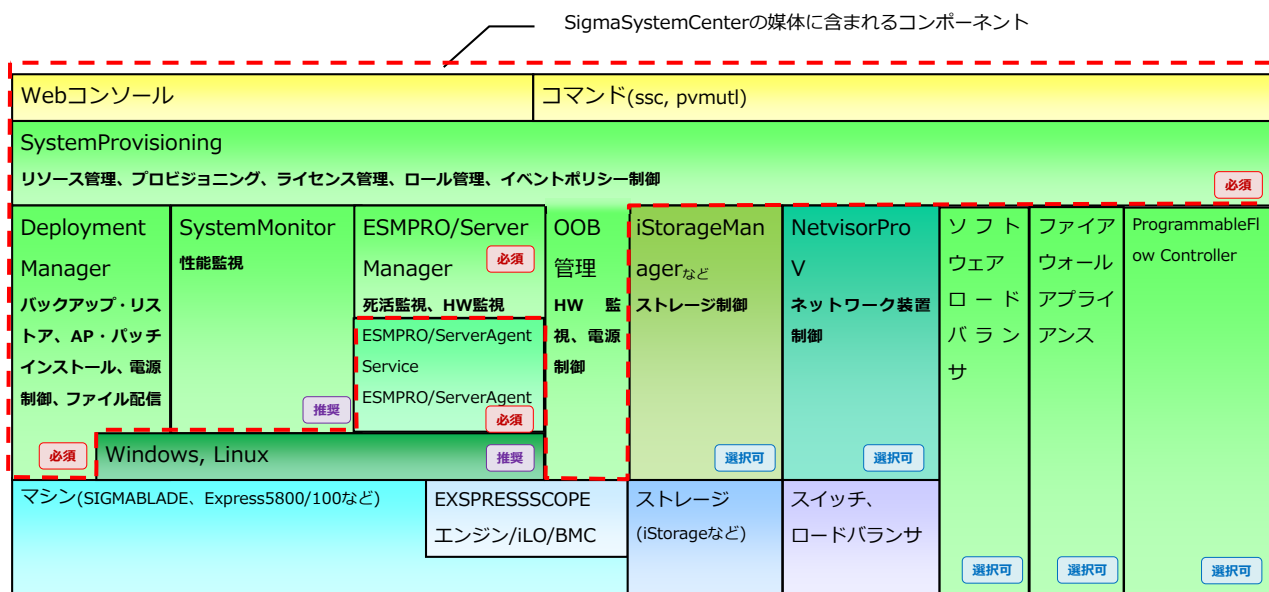 SigmaSystemCenterの媒体に含まれるコンポーネント
Webコンソール
コマンド(ssc, pvmutl)
SystemProvisioning
リソース管理、プロビジョニング、ライセンス管理、ロール管理、イベントポリシー制御
必須
Deployment
Manager
バックアップ・リス
トア、AP・パッチ
インストール、電源
制御、ファイル配信
必須
SystemMonitor
性能監視
推奨
ESMPRO/Server
Manager
必須
死活監視、HW監視
ESMPRO/ServerAgent
Service
ESMPRO/ServerAgent
必須
Windows, Linux
推奨
OOB
管理
HW 監
視、電源
制御
iStorageMan
agerなど
ストレージ制御
選択可
NetvisorPro
V
ネットワーク装置
制御
選択可
ソフト
ウェア
ロード
バラン
サ
選択可
ファイア
ウォール
アプライ
アンス
選択可
ProgrammableFl
ow Controller
選択可
マシン(SIGMABLADE、Express5800/100など)
EXSPRESSSCOPE
エンジン/iLO/BMC
ストレージ
(iStorageなど)
スイッチ、
ロードバランサ